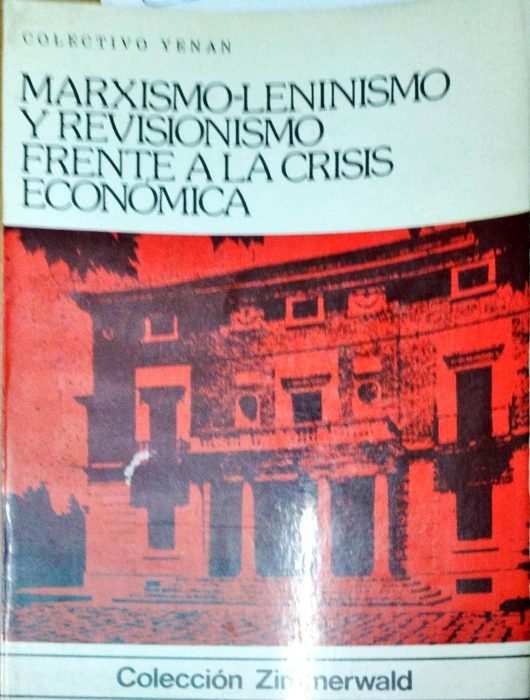 COLECTIVO YENAN
MARXISMO-LENINISMO
Y REVISIONISMO
FRENTE A LA CRISIS
ECONÓMICA
Colección Zimmerwald